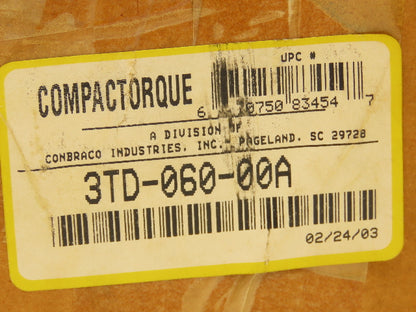 UPC #
COMPACTORQUE
6 70750 83454 7
A DIVISION OF
CONBRACO INDUSTRIES, INC. PAGELAND, SC 29728
3TD-060-00A
02/24/03